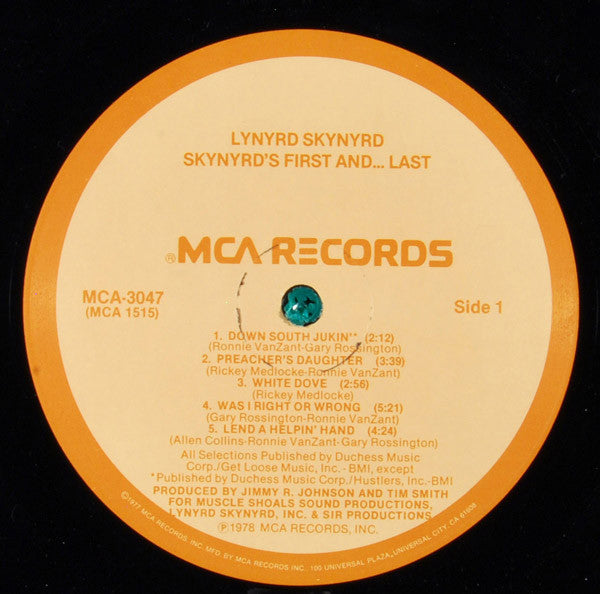 LYNYRD SKYNYRD
SKYNYRD'S FIRST AND... LAST
®MCA RECORDS
MCA-3047
(MCA 1515)
Side 1
1. DOWN SOUTH JUKIN'* (2:12)
(Ronnie VanZant-Gary Rossington)
2. PREACHER'S DAUGHTER (3:39)
(Rickey Medlocke-Ronnie VanZant)
3. WHITE DOVE (2:56)
(Rickey Medlocke)
4. WAS I RIGHT OR WRONG (5:21)
(Gary Rossington-Ronnie VanZant)
5. LEND A HELPIN' HAND (4:24)
(Allen Collins-Ronnie VanZant-Gary Rossington)
All Selections Published by Duchess Music
Corp./Get Loose Music, Inc.- BMI, except
*Published by Duchess Music Corp./Hustlers, Inc.-BMI
PRODUCED BY JIMMY R. JOHNSON AND TIM SMITH
FOR MUSCLE SHOALS SOUND PRODUCTIONS,
LYNYRD SKYNYRD, INC. & SIR PRODUCTIONS
℗1978 MCA RECORDS, INC.
©1977 MCA RECORDS, INC. MFG. BY MCA RECORDS INC. 100 UNIVERSAL PLAZA, UNIVERSAL CITY, CA 91608